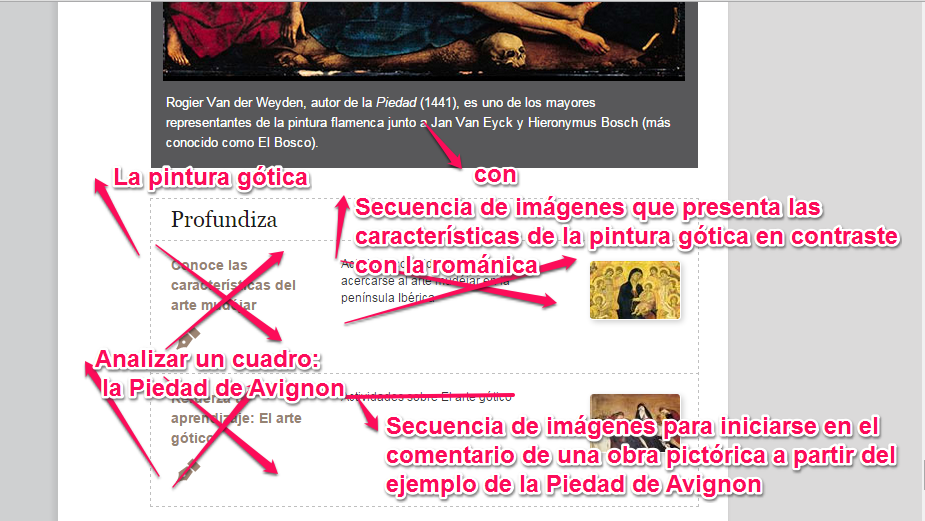 Rogier Van der Weyden, autor de la Piedad (1441), es uno de los mayores
representantes de la pintura flamenca junto a Jan Van Eyck y Hieronymus Bosch (más
conocido como El Bosco).
La pintura gótica
con
Profundiza
Secuencia de imágenes que presenta las
características de la pintura gótica en contraste
con la románica
Conoce las
características del
arte mudéjar
acercarse al arte mudéjar en la
península Ibérica
Analizar un cuadro:
la Piedad de Avignon
aprendizaje: El arte
gótico
Actividades sobre El arte gótico
Secuencia de imágenes para iniciarse en el
comentario de una obra pictórica a partir del
ejemplo de la Piedad de Avignon